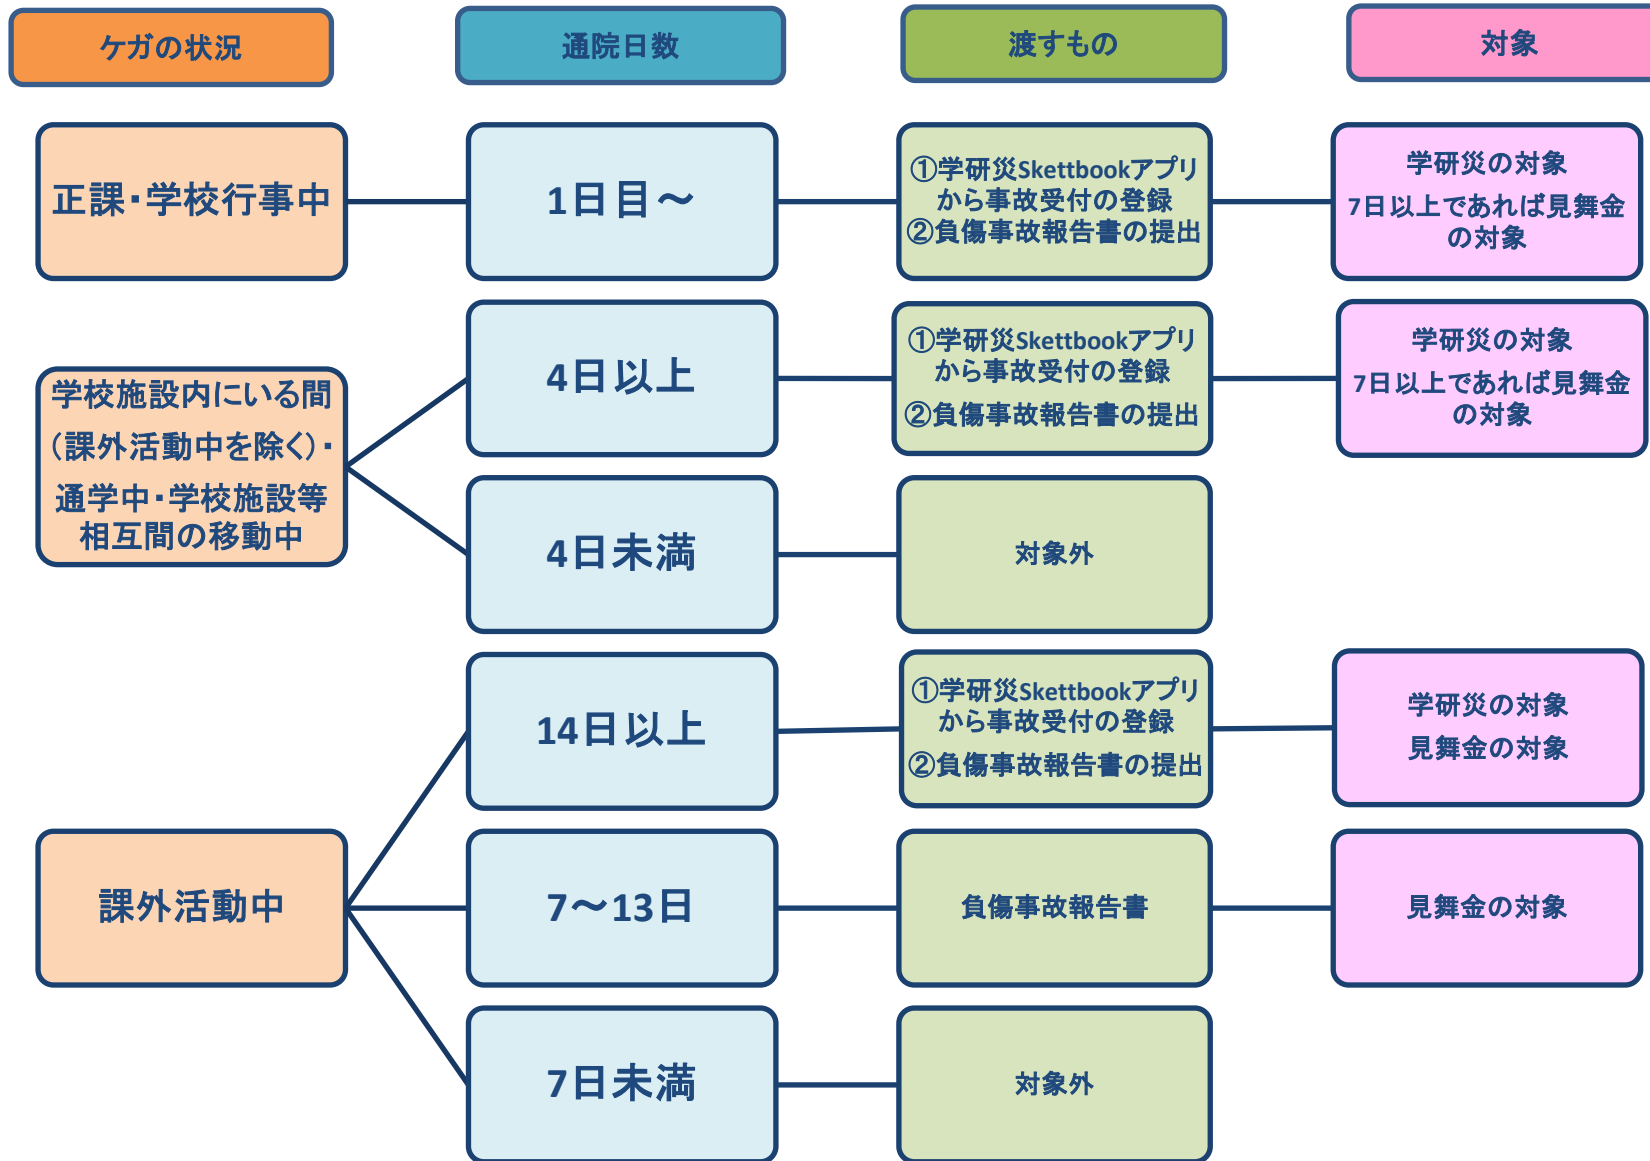 ケガの状況
通院日数
渡すもの
対象
正課・学校行事中
1日目～
①学研災Skettbookアプリ
から事故受付の登録
②負傷事故報告書の提出
学研災の対象
7日以上であれば見舞金
の対象
学校施設内にいる間
（課外活動中を除く）・
通学中・学校施設等
相互間の移動中
4日以上
①学研災Skettbookアプリ
から事故受付の登録
②負傷事故報告書の提出
学研災の対象
7日以上であれば見舞金
の対象
4日未満
対象外
課外活動中
14日以上
①学研災Skettbookアプリ
から事故受付の登録
②負傷事故報告書の提出
学研災の対象
見舞金の対象
7～13日
負傷事故報告書
見舞金の対象
7日未満
対象外